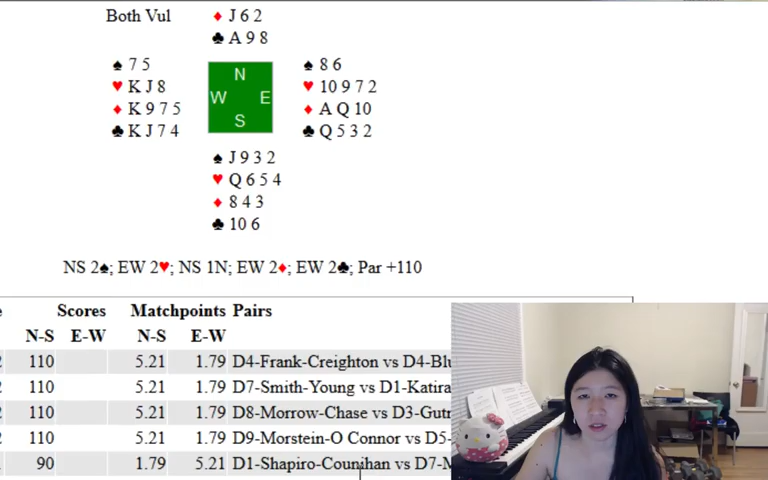 Both Vul
♦ J 6 2
♣ A 9 8
♠ 7 5
♥ K J 8
♦ K 9 7 5
♣ K J 7 4
N
W E
S
♠ 8 6
♥ 10 9 7 2
♦ A Q 10
♣ Q 5 3 2
♠ J 9 3 2
♥ Q 6 5 4
♦ 8 4 3
♣ 10 6
NS 2♠; EW 2♥; NS 1N; EW 2♦; EW 2♣; Par +110
Scores Matchpoints Pairs
N-S E-W N-S E-W
110 5.21 1.79 D4-Frank-Creighton vs D4-Blu
110 5.21 1.79 D7-Smith-Young vs D1-Katira
110 5.21 1.79 D8-Morrow-Chase vs D3-Gutr
110 5.21 1.79 D9-Morstein-O Connor vs D5-
90 1.79 5.21 D1-Shapiro-Counihan vs D7-M